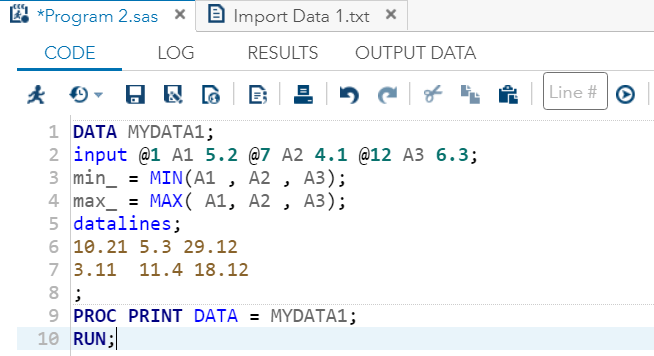 *Program 2.sas × Import Data 1.txt ×
CODE LOG RESULTS OUTPUT DATA
Line #
1 DATA MYDATA1;
2 input @1 A1 5.2 @7 A2 4.1 @12 A3 6.3;
3 min_ = MIN(A1 , A2 , A3);
4 max_ = MAX( A1, A2 , A3);
5 datalines;
6 10.21 5.3 29.12
7 3.11  11.4 18.12
8 ;
9 PROC PRINT DATA = MYDATA1;
10 RUN;